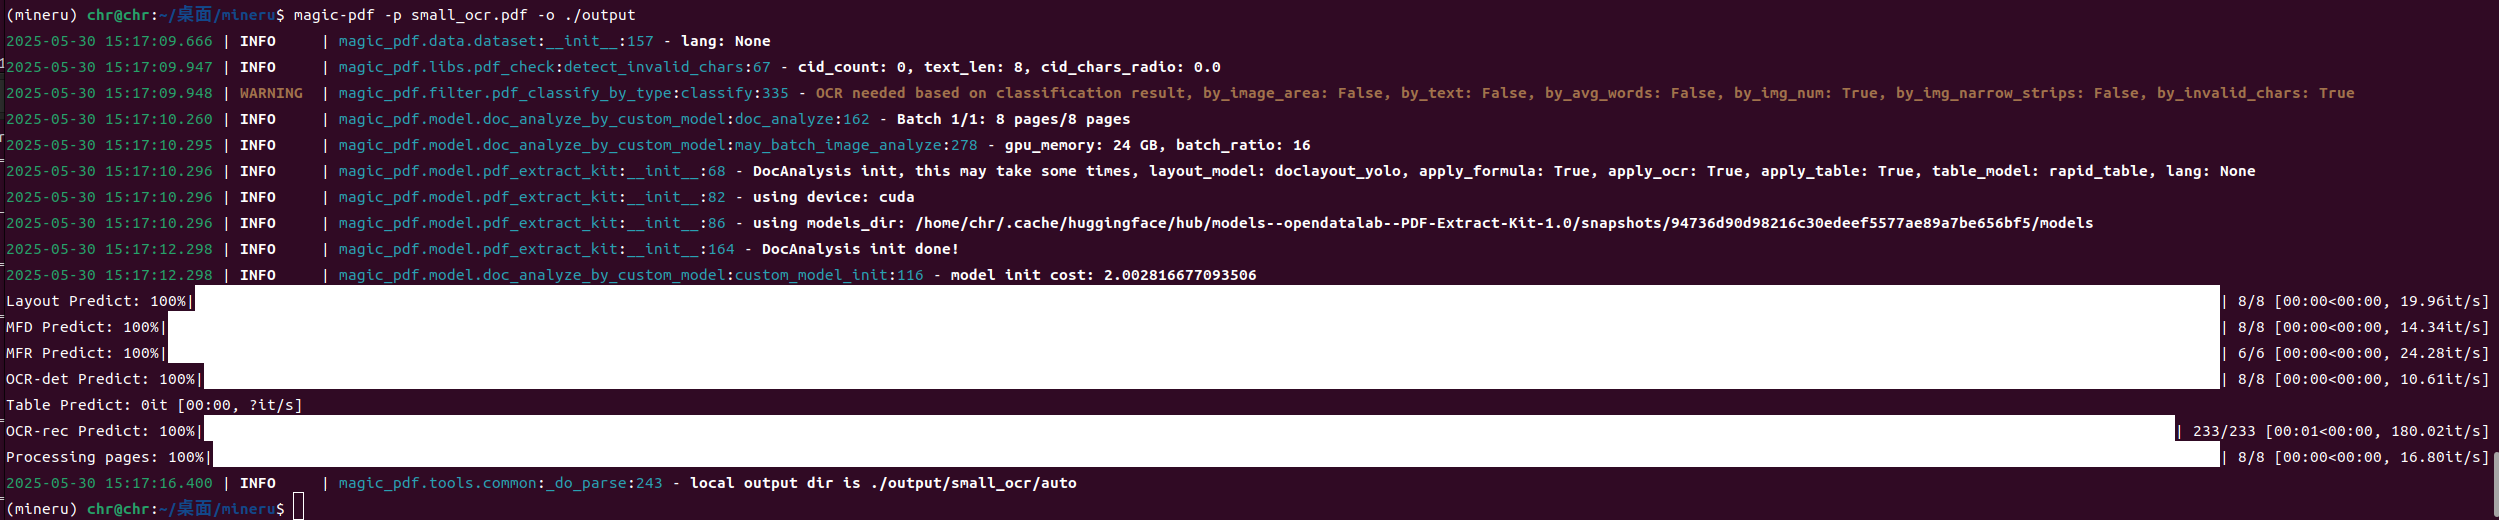 (mineru) chr@chr:~/桌面/mineru$ magic-pdf -p small_ocr.pdf -o ./output
2025-05-30 15:17:09.666 | INFO     | magic_pdf.data.dataset:__init__:157 - lang: None
2025-05-30 15:17:09.947 | INFO     | magic_pdf.libs.pdf_check:detect_invalid_chars:67 - cid_count: 0, text_len: 8, cid_chars_radio: 0.0
2025-05-30 15:17:09.948 | WARNING  | magic_pdf.filter.pdf_classify_by_type:classify:335 - OCR needed based on classification result, by_image_area: False, by_text: False, by_avg_words: False, by_img_num: True, by_img_narrow_strips: False, by_invalid_chars: True
2025-05-30 15:17:10.260 | INFO     | magic_pdf.model.doc_analyze_by_custom_model:doc_analyze:162 - Batch 1/1: 8 pages/8 pages
2025-05-30 15:17:10.295 | INFO     | magic_pdf.model.doc_analyze_by_custom_model:may_batch_image_analyze:278 - gpu_memory: 24 GB, batch_ratio: 16
2025-05-30 15:17:10.296 | INFO     | magic_pdf.model.pdf_extract_kit:__init__:68 - DocAnalysis init, this may take some times, layout_model: doclayout_yolo, apply_formula: True, apply_ocr: True, apply_table: True, table_model: rapid_table, lang: None
2025-05-30 15:17:10.296 | INFO     | magic_pdf.model.pdf_extract_kit:__init__:82 - using device: cuda
2025-05-30 15:17:10.296 | INFO     | magic_pdf.model.pdf_extract_kit:__init__:86 - using models_dir: /home/chr/.cache/huggingface/hub/models--opendatalab--PDF-Extract-Kit-1.0/snapshots/94736d90d98216c30edeef5577ae89a7be656bf5/models
2025-05-30 15:17:12.298 | INFO     | magic_pdf.model.pdf_extract_kit:__init__:164 - DocAnalysis init done!
2025-05-30 15:17:12.298 | INFO     | magic_pdf.model.doc_analyze_by_custom_model:custom_model_init:116 - model init cost: 2.002816677093506
Layout Predict: 100%| | 8/8 [00:00<00:00, 19.96it/s]
MFD Predict: 100%| | 8/8 [00:00<00:00, 14.34it/s]
MFR Predict: 100%| | 6/6 [00:00<00:00, 24.28it/s]
OCR-det Predict: 100%| | 8/8 [00:00<00:00, 10.61it/s]
Table Predict: 0it [00:00, ?it/s]
OCR-rec Predict: 100%| | 233/233 [00:01<00:00, 180.02it/s]
Processing pages: 100%| | 8/8 [00:00<00:00, 16.80it/s]
2025-05-30 15:17:16.400 | INFO     | magic_pdf.tools.common:_do_parse:243 - local output dir is ./output/small_ocr/auto
(mineru) chr@chr:~/桌面/mineru$